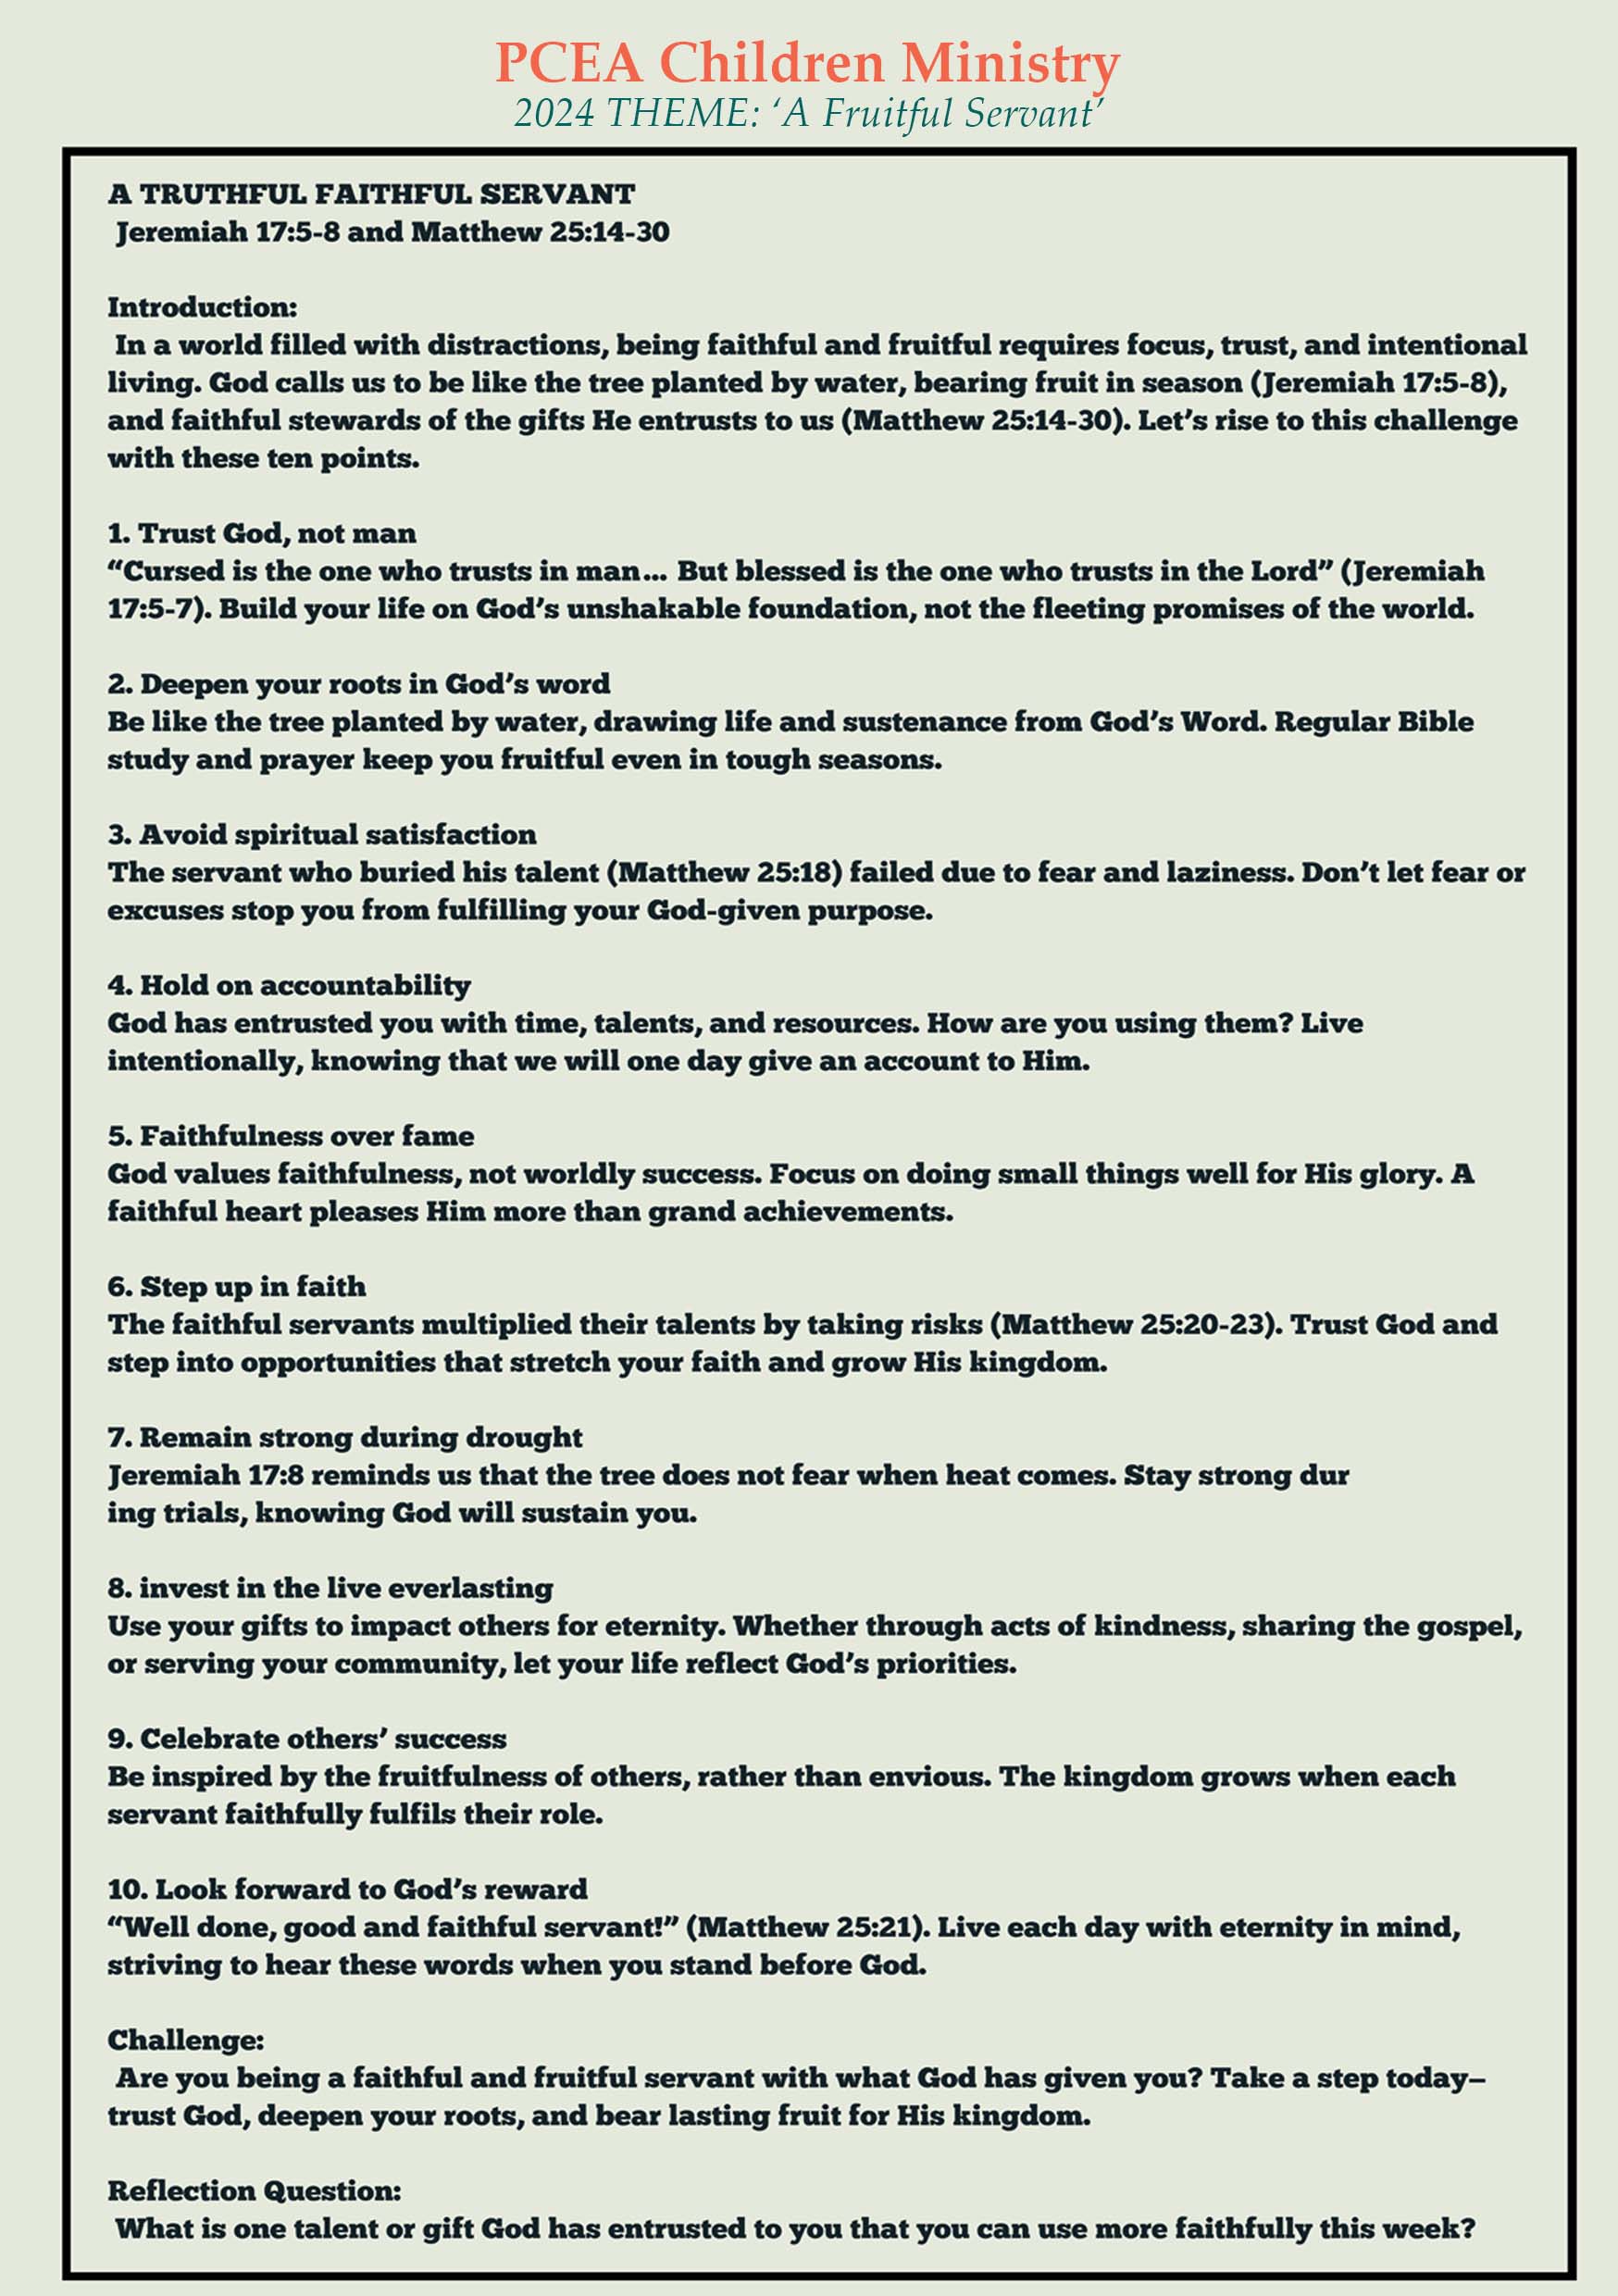 PCEA Children Ministry
2024 THEME: ‘A Fruitful Servant’
A TRUTHFUL FAITHFUL SERVANT
Jeremiah 17:5-8 and Matthew 25:14-30
Introduction:
In a world filled with distractions, being faithful and fruitful requires focus, trust, and intentional
living. God calls us to be like the tree planted by water, bearing fruit in season (Jeremiah 17:5-8),
and faithful stewards of the gifts He entrusts to us (Matthew 25:14-30). Let’s rise to this challenge
with these ten points.
1. Trust God, not man
“Cursed is the one who trusts in man... But blessed is the one who trusts in the Lord” (Jeremiah
17:5-7). Build your life on God’s unshakable foundation, not the fleeting promises of the world.
2. Deepen your roots in God’s word
Be like the tree planted by water, drawing life and sustenance from God’s Word. Regular Bible
study and prayer keep you fruitful even in tough seasons.
3. Avoid spiritual satisfaction
The servant who buried his talent (Matthew 25:18) failed due to fear and laziness. Don’t let fear or
excuses stop you from fulfilling your God-given purpose.
4. Hold on accountability
God has entrusted you with time, talents, and resources. How are you using them? Live
intentionally, knowing that we will one day give an account to Him.
5. Faithfulness over fame
God values faithfulness, not worldly success. Focus on doing small things well for His glory. A
faithful heart pleases Him more than grand achievements.
6. Step up in faith
The faithful servants multiplied their talents by taking risks (Matthew 25:20-23). Trust God and
step into opportunities that stretch your faith and grow His kingdom.
7. Remain strong during drought
Jeremiah 17:8 reminds us that the tree does not fear when heat comes. Stay strong dur
ing trials, knowing God will sustain you.
8. invest in the live everlasting
Use your gifts to impact others for eternity. Whether through acts of kindness, sharing the gospel,
or serving your community, let your life reflect God’s priorities.
9. Celebrate others’ success
Be inspired by the fruitfulness of others, rather than envious. The kingdom grows when each
servant faithfully fulfils their role.
10. Look forward to God’s reward
“Well done, good and faithful servant!” (Matthew 25:21). Live each day with eternity in mind,
striving to hear these words when you stand before God.
Challenge:
Are you being a faithful and fruitful servant with what God has given you? Take a step today–
trust God, deepen your roots, and bear lasting fruit for His kingdom.
Reflection Question:
What is one talent or gift God has entrusted to you that you can use more faithfully this week?